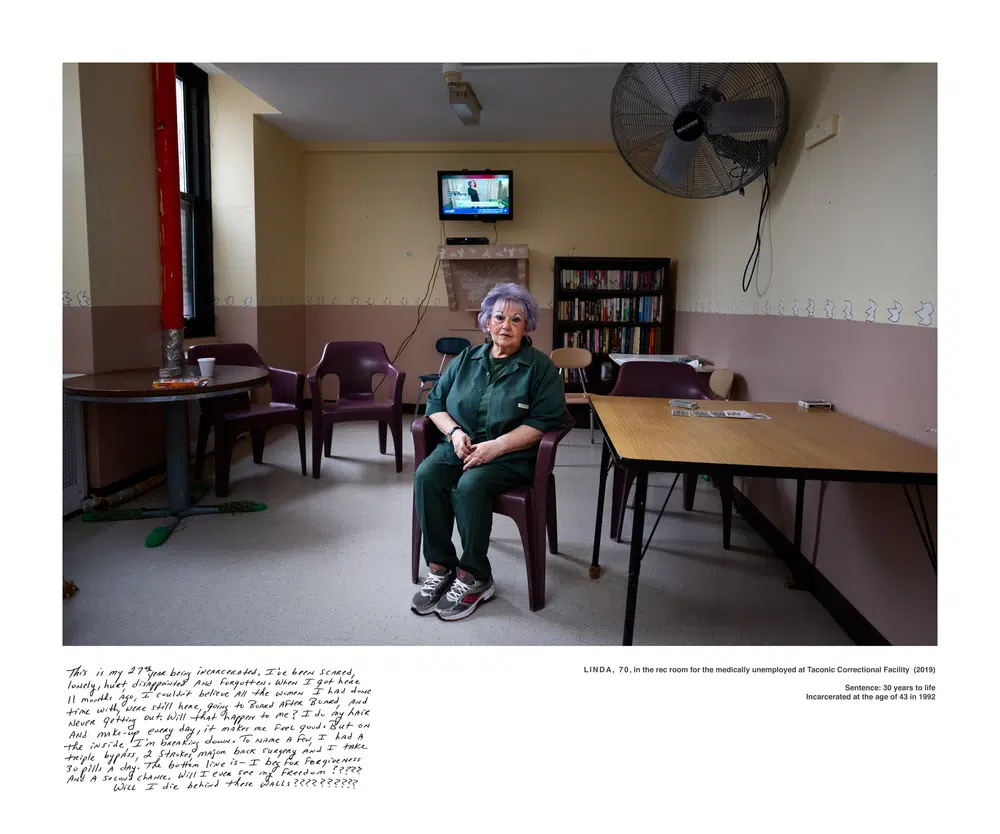 This is my 27th year being incarcerated. I've been scared,
lonely, hurt, disappointed and forgotten. When I got here
11 months ago, I couldn't believe all the women I had done
time with, were still here, going to Board after Board, and
never getting out. Will that happen to me? I do my hair
and make-up every day, it makes me feel good. But on
the inside, I'm breaking down. To name a few, I had a
triple bypass, 2 strokes, major back surgery and I take
30 pills a day. The bottom line is - I beg for forgiveness
and a second chance. Will I ever see my freedom ?????
Will I die behind these walls??????????
LINDA, 70, in the rec room for the medically unemployed at Taconic Correctional Facility (2019)
Sentence: 30 years to life
Incarcerated at the age of 43 in 1992